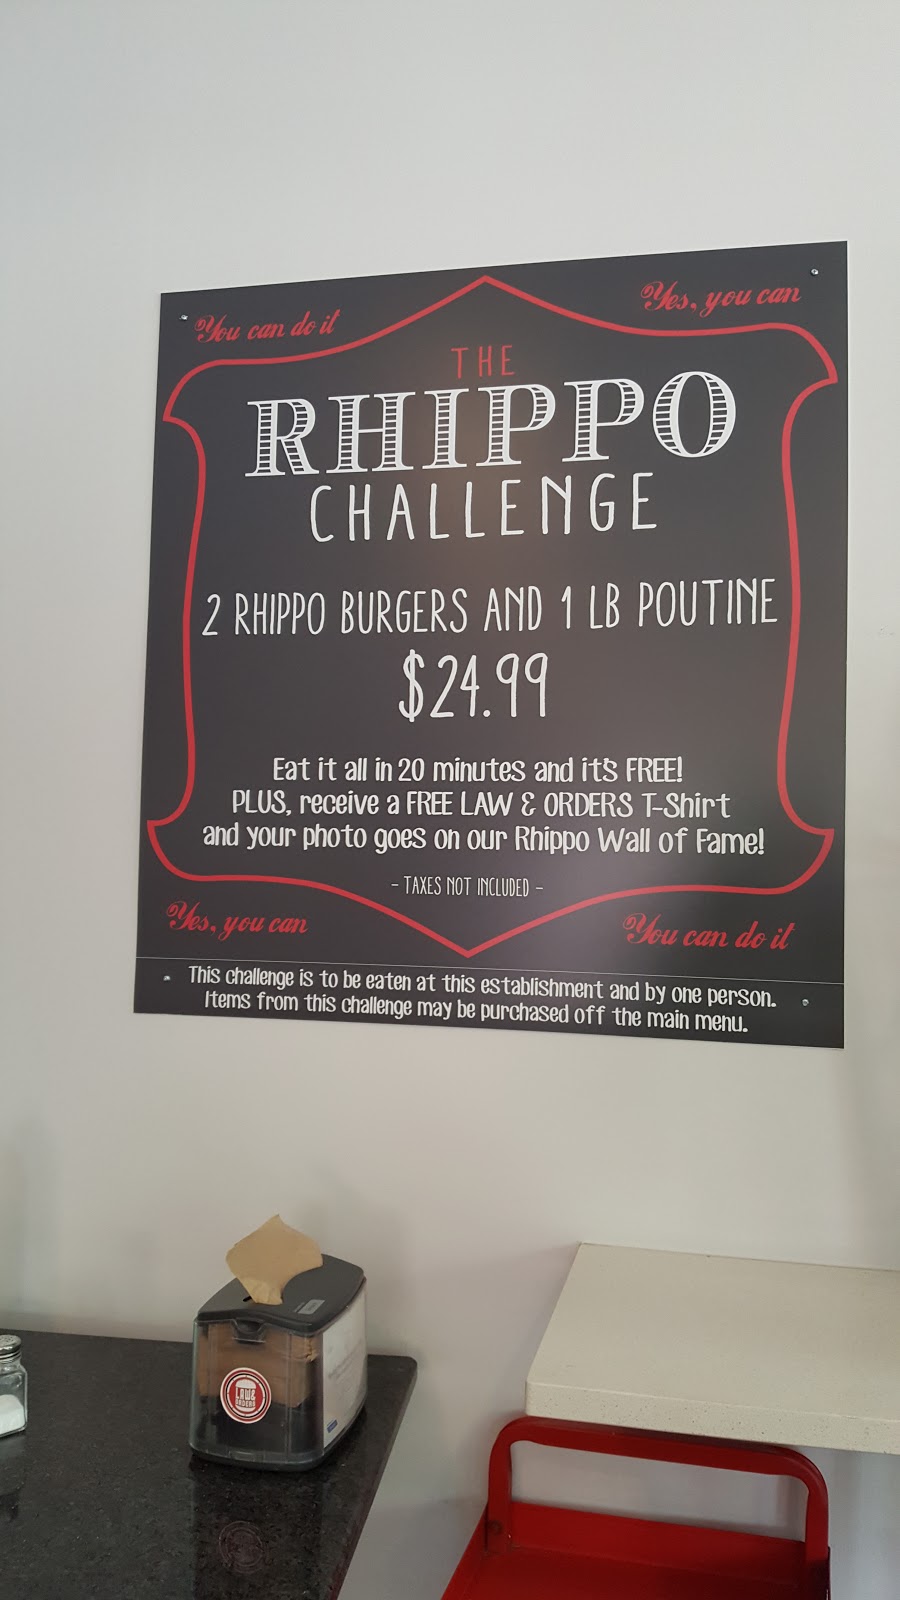 You can do it
Yes, you can
THE
RHIPPO
CHALLENGE
2 RHIPPO BURGERS AND 1 LB POUTINE
$24.99
Eat it all in 20 minutes and it's FREE!
PLUS, receive a FREE LAW & ORDERS T-Shirt
and your photo goes on our Rhippo Wall of Fame!
- TAXES NOT INCLUDED -
Yes, you can
You can do it
This challenge is to be eaten at this establishment and by one person.
Items from this challenge may be purchased off the main menu.
LAW &
ORDERS